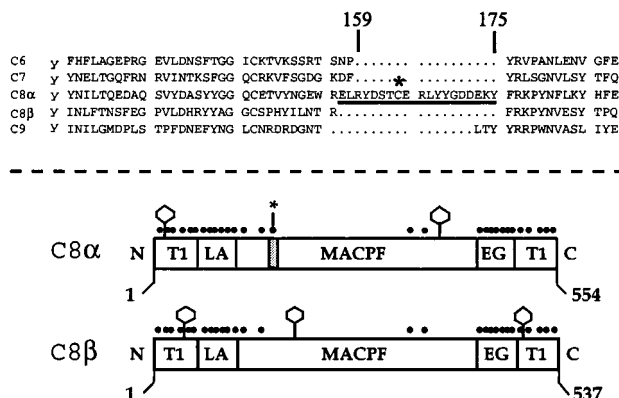 159 175
C6 y FHFLAGEPRG EVLDNSFTGG ICKTVKSSRT SNP....... .......... YRVPANLENV GFE
C7 y YNELTGQFRN RVINTKSFGG QCRKVFSGDG KDF....... .......... YRLSGNVLSY TFQ
*
C8α y YNILTQEDAQ SVYDASYYGG QCETVYNGEWR ELRYDSTCE RLYYGDDEKY FRKPYNFLKY HFE
C8β y INLFTNSFEG PVLDHRYYAG GCSPHYILNT R......... .......... FRKPYNVESY TPQ
C9 y INILGMDPLS TPFDNEFYNG LCNRDRDGNT .......... .......LTY YRRPWNVASL IYE
*
C8α N T1 LA MACPF EG T1 C
1 554
C8β N T1 LA MACPF EG T1 C
1 537